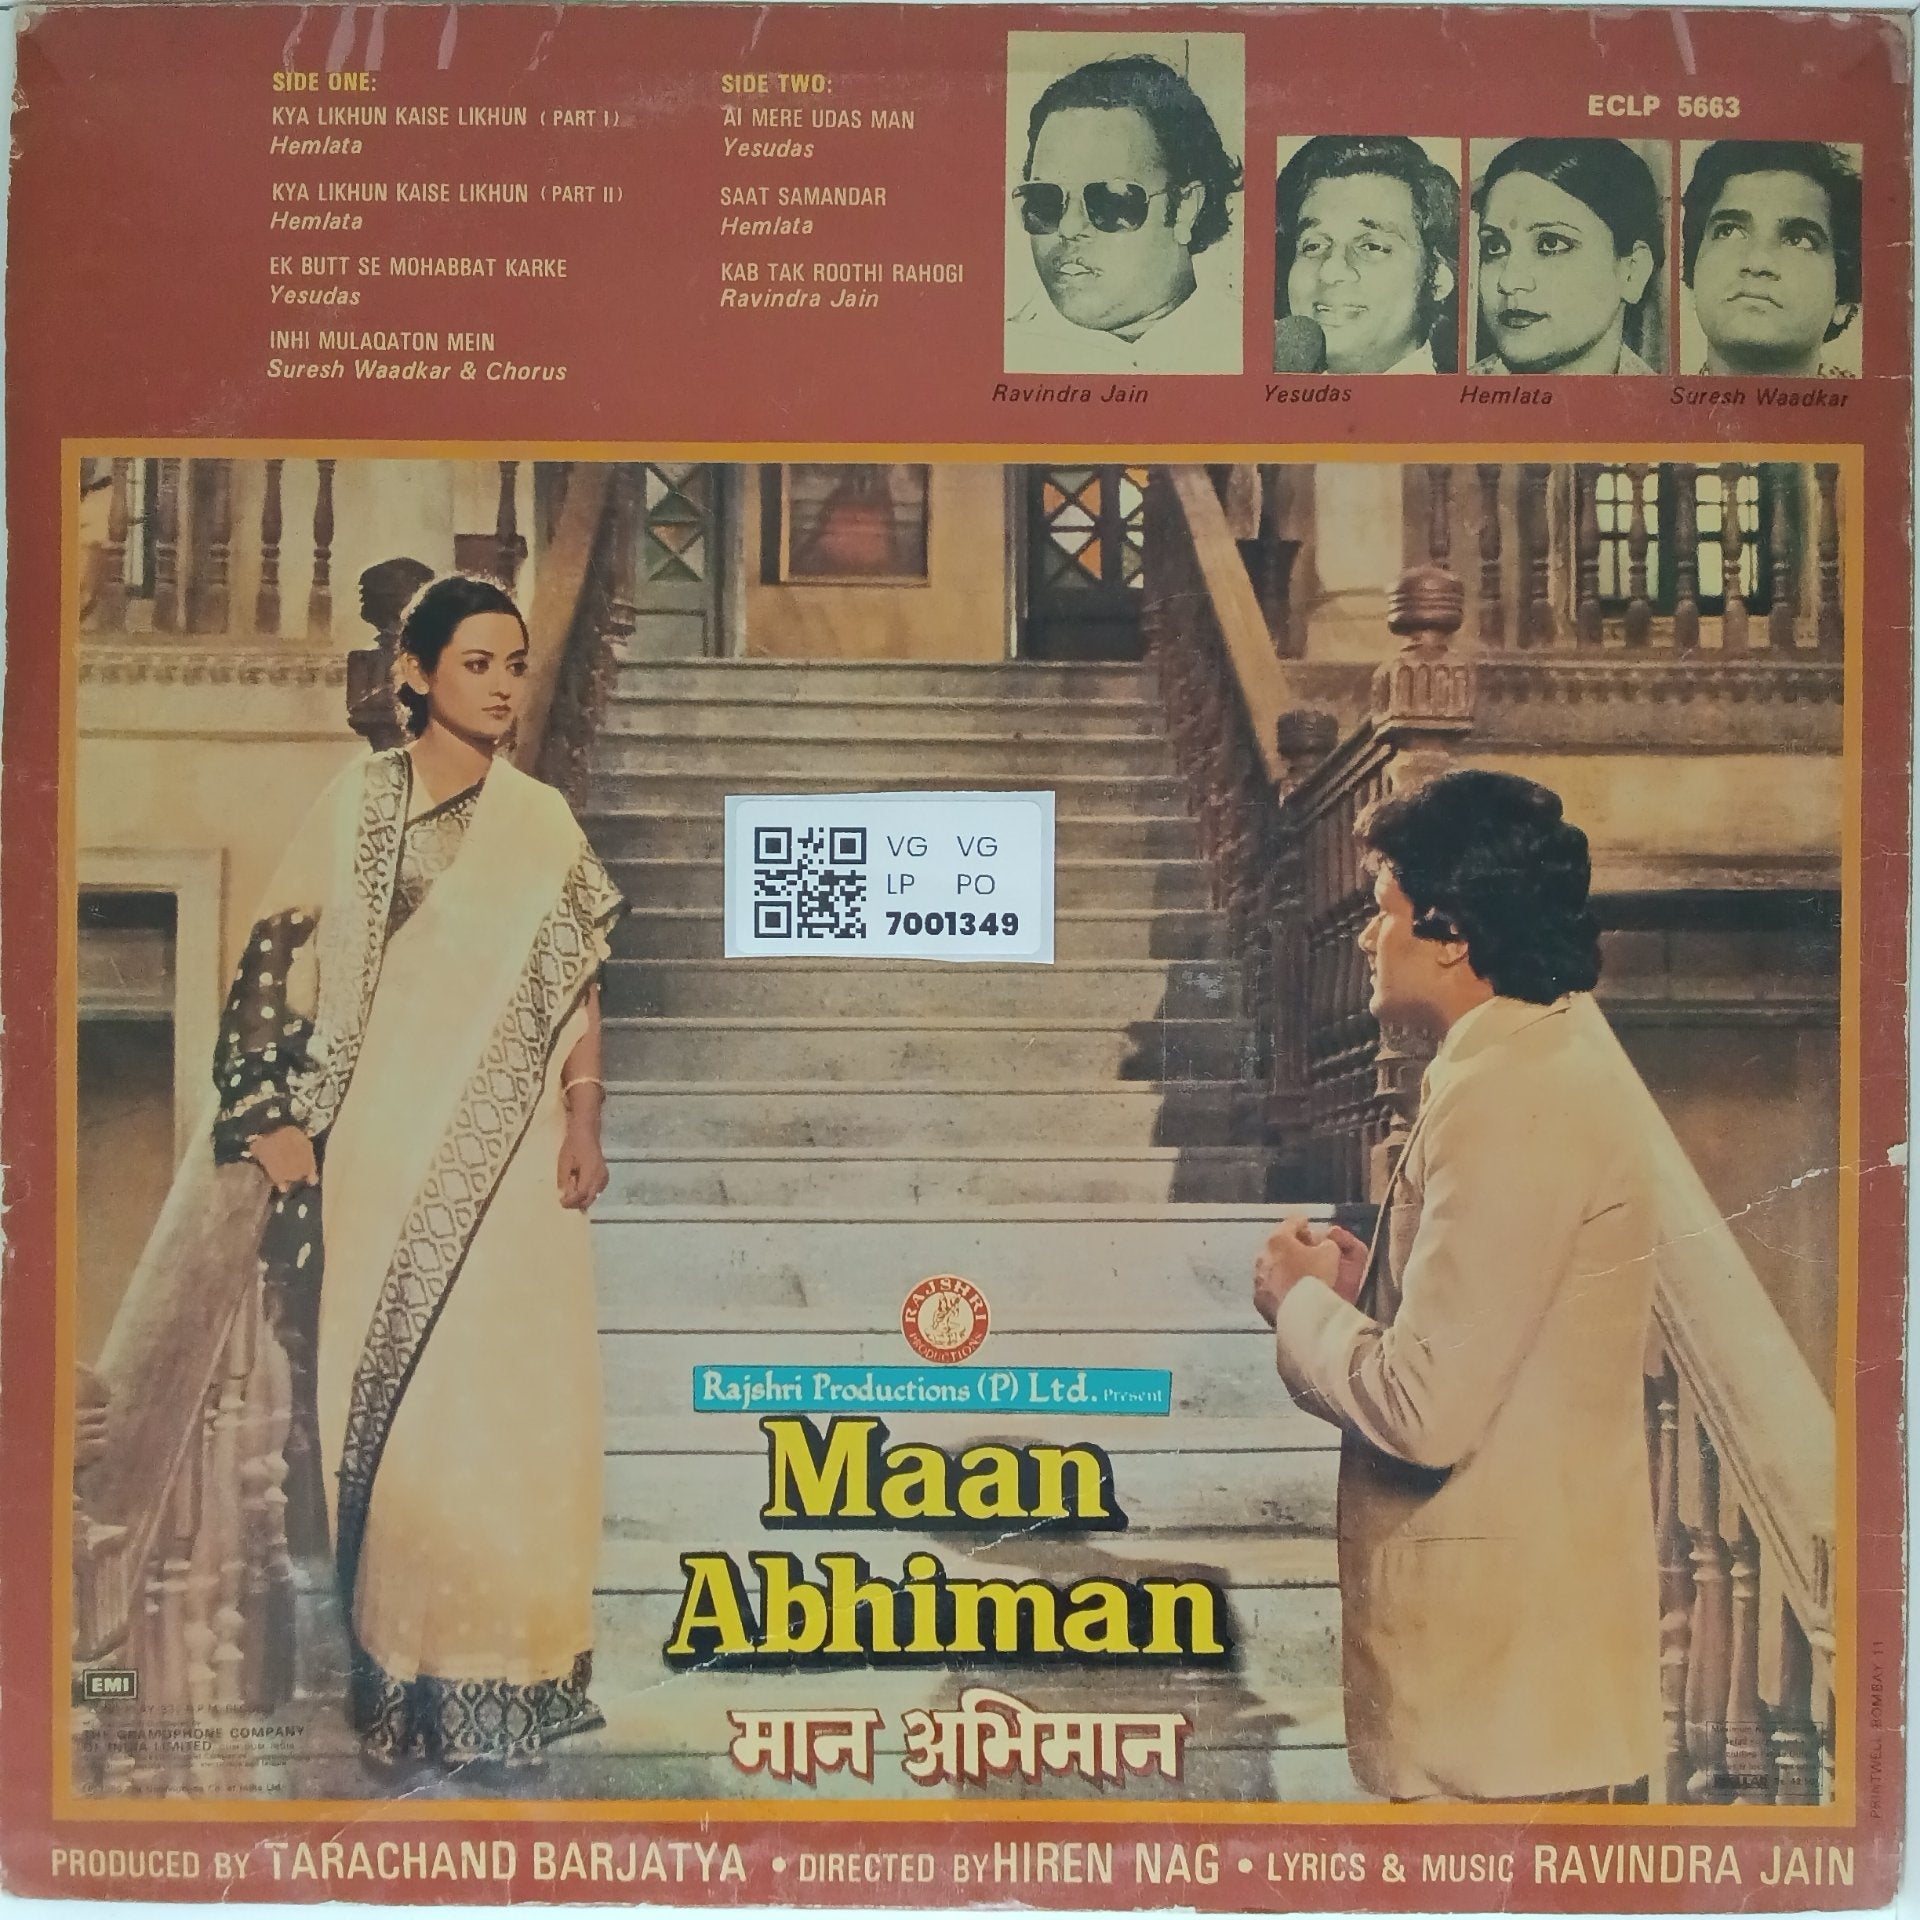 SIDE ONE:
KYA LIKHUN KAISE LIKHUN (PART I)
Hemlata
KYA LIKHUN KAISE LIKHUN (PART II)
Hemlata
EK BUTT SE MOHABBAT KARKE
Yesudas
INHI MULAQATON MEIN
Suresh Waadkar & Chorus
SIDE TWO:
AI MERE UDAS MAN
Yesudas
SAAT SAMANDAR
Hemlata
KAB TAK ROOTHI RAHOGI
Ravindra Jain
ECLP 5663
Ravindra Jain
Yesudas
Hemlata
Suresh Waadkar
VG VG
LP PO
7001349
RAJSHRI
PRODUCTIONS
Rajshri Productions (P) Ltd. Present
Maan
Abhiman
मान अभिमान
EMI
THE GRAMOPHONE COMPANY
OF INDIA LIMITED
PRINTWELL BOMBAY 11
PRODUCED BY TARACHAND BARJATYA • DIRECTED BY HIREN NAG • LYRICS & MUSIC RAVINDRA JAIN